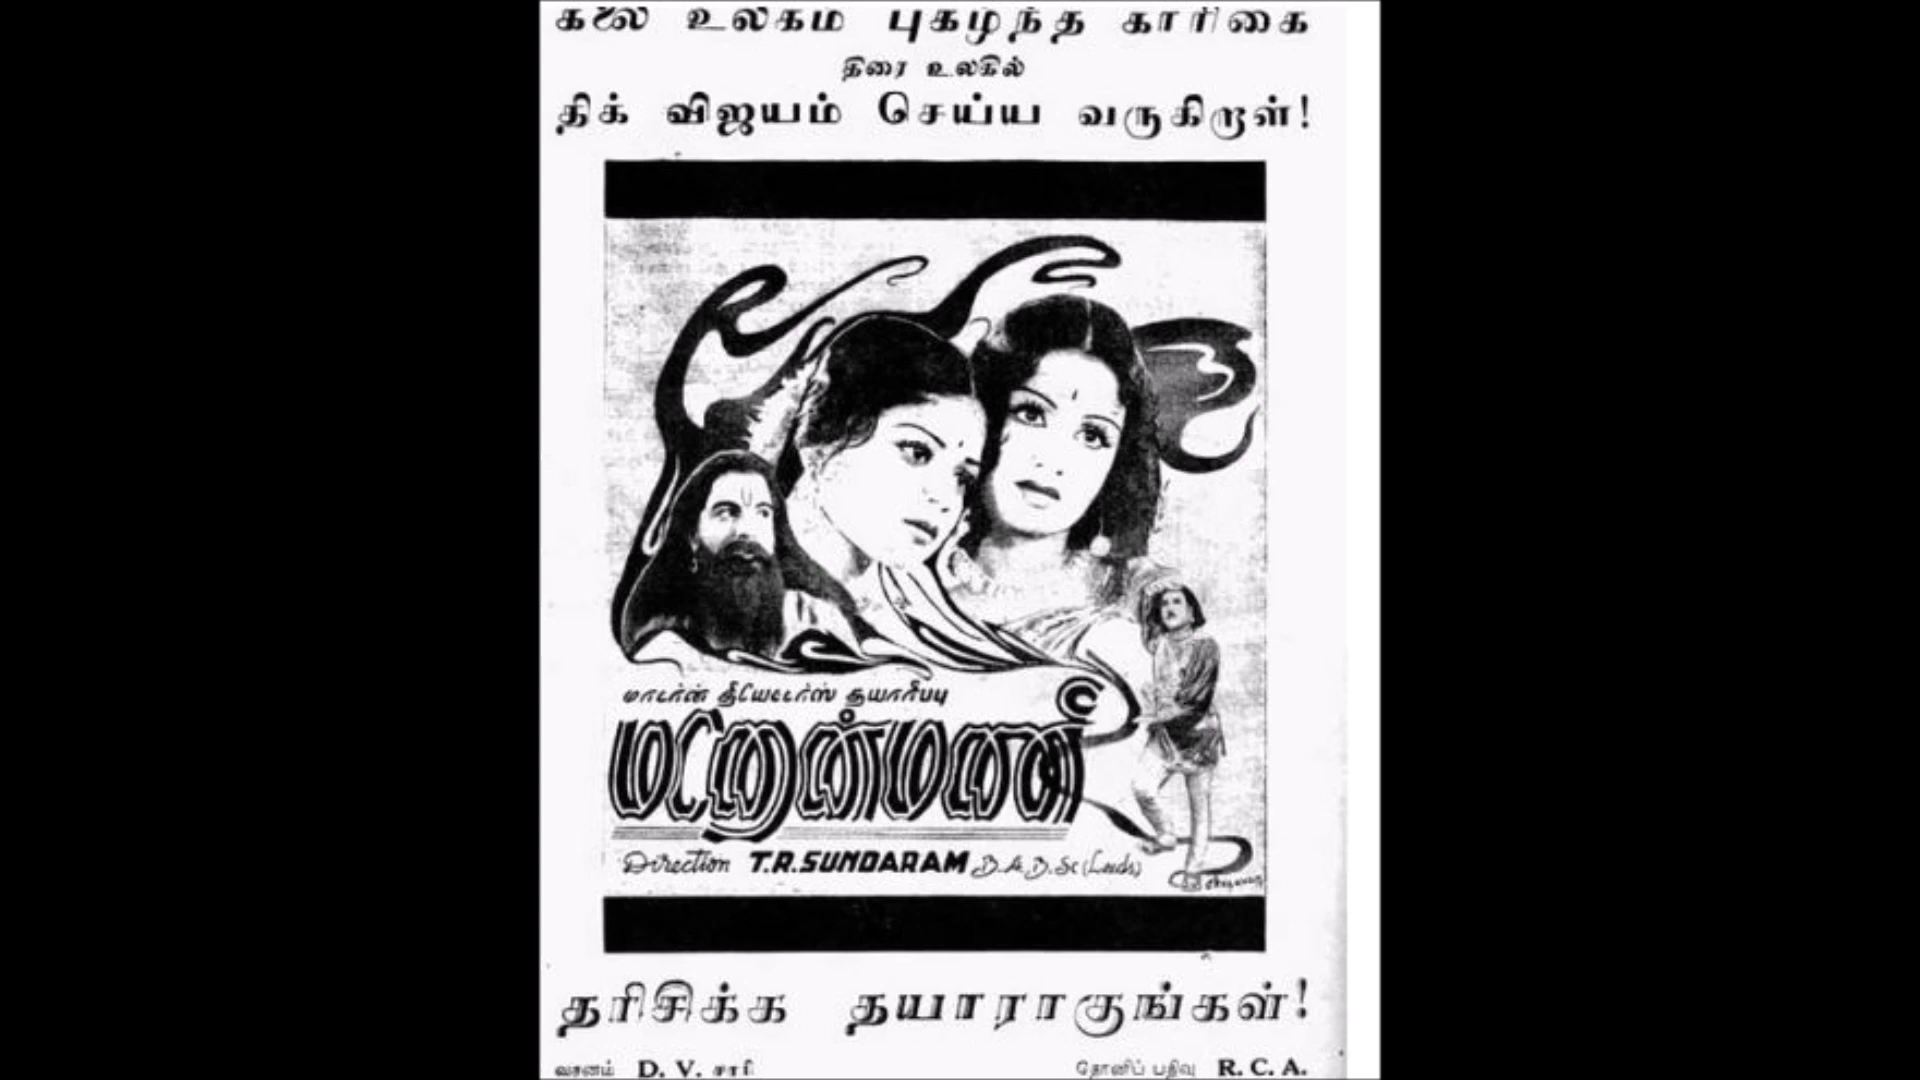 கலை உலகம் புகழ்ந்த காரிகை
திரை உலகில்
திக் விஜயம் செய்ய வருகிறாள்!
மாடர்ன் தியேட்டர்ஸ் தயாரிப்பு
Direction T.R.SUNDARAM B.A. B.Sc (Leeds)
தரிசிக்க தயாராகுங்கள்!
வசனம் D. V. சாரி
தொனிப் பதிவு R. C. A.